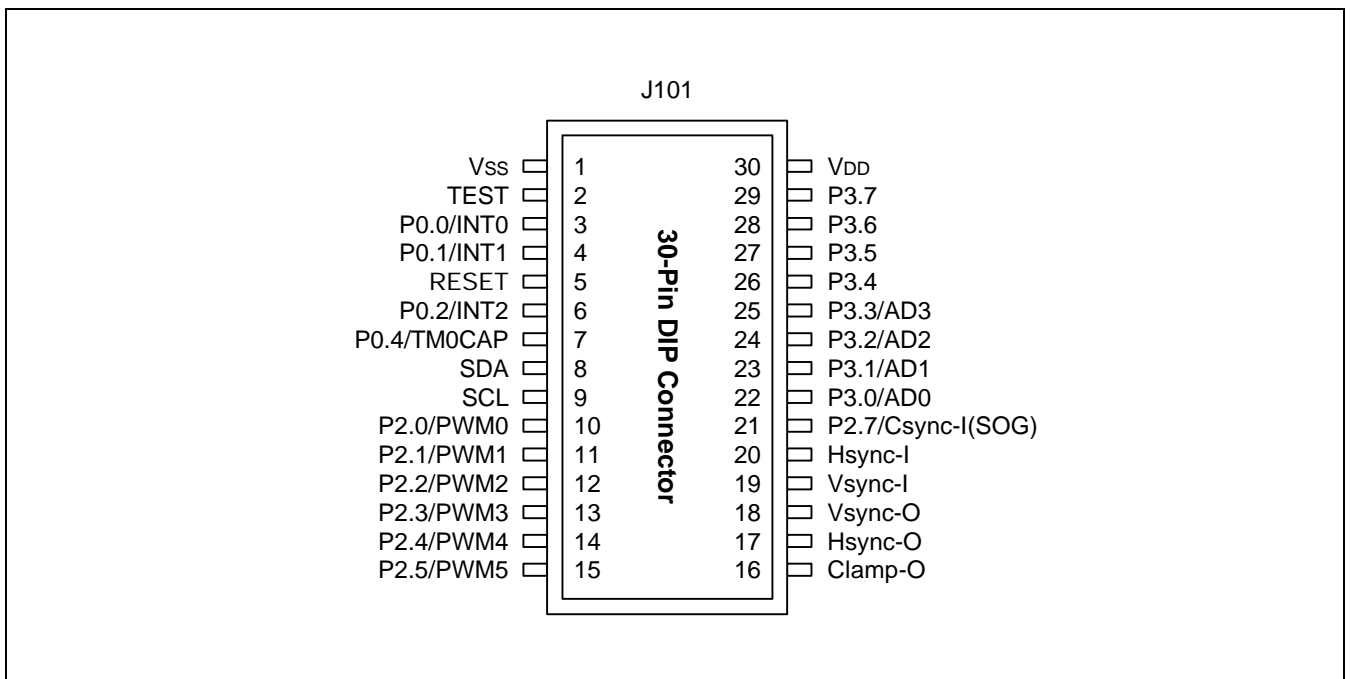 J101
Vss 1 30 VDD
TEST 2 29 P3.7
P0.0/INT0 3 28 P3.6
P0.1/INT1 4 27 P3.5
RESET 5 26 P3.4
P0.2/INT2 6 25 P3.3/AD3
P0.4/TM0CAP 7 24 P3.2/AD2
SDA 8 23 P3.1/AD1
SCL 9 22 P3.0/AD0
P2.0/PWM0 10 21 P2.7/Csync-I(SOG)
P2.1/PWM1 11 20 Hsync-I
P2.2/PWM2 12 19 Vsync-I
P2.3/PWM3 13 18 Vsync-O
P2.4/PWM4 14 17 Hsync-O
P2.5/PWM5 15 16 Clamp-O
30-Pin DIP Connector